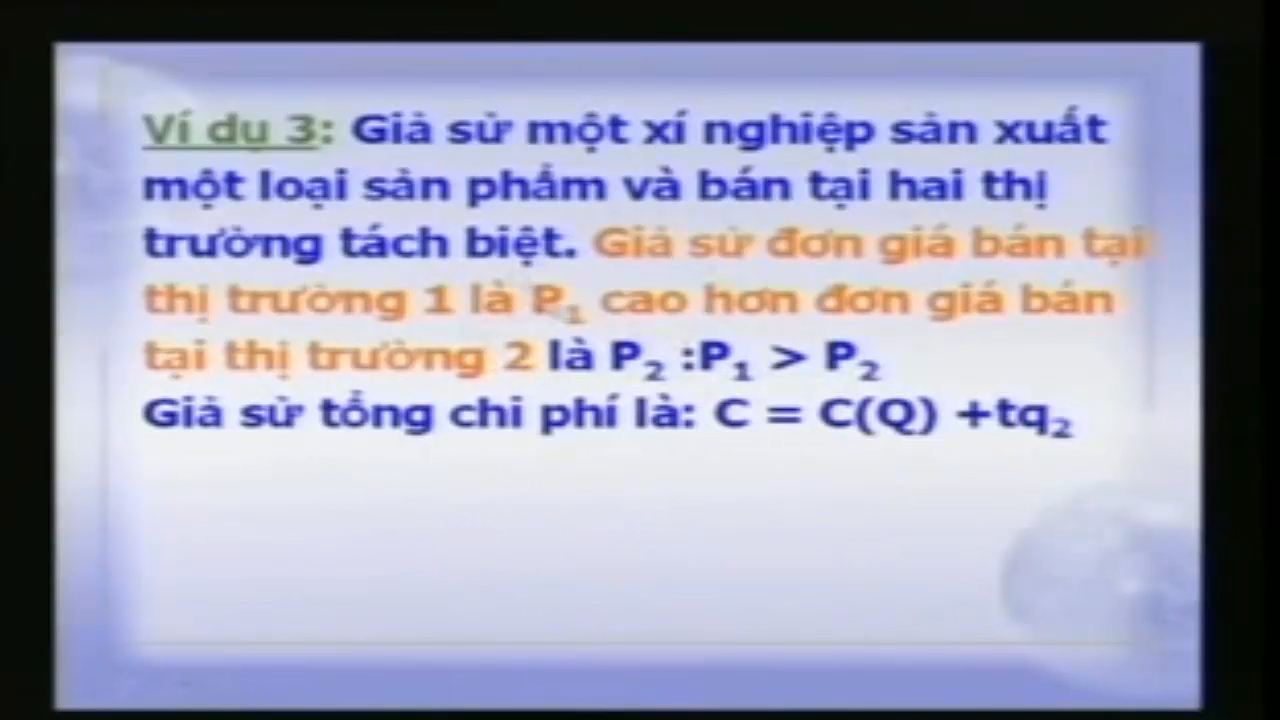 Ví dụ 3: Giả sử một xí nghiệp sản xuất
một loại sản phẩm và bán tại hai thị
trường tách biệt. Giả sử đơn giá bán tại
thị trường 1 là P₁ cao hơn đơn giá bán
tại thị trường 2 là P₂ :P₁ > P₂
Giả sử tổng chi phí là: C = C(Q) +tq₂